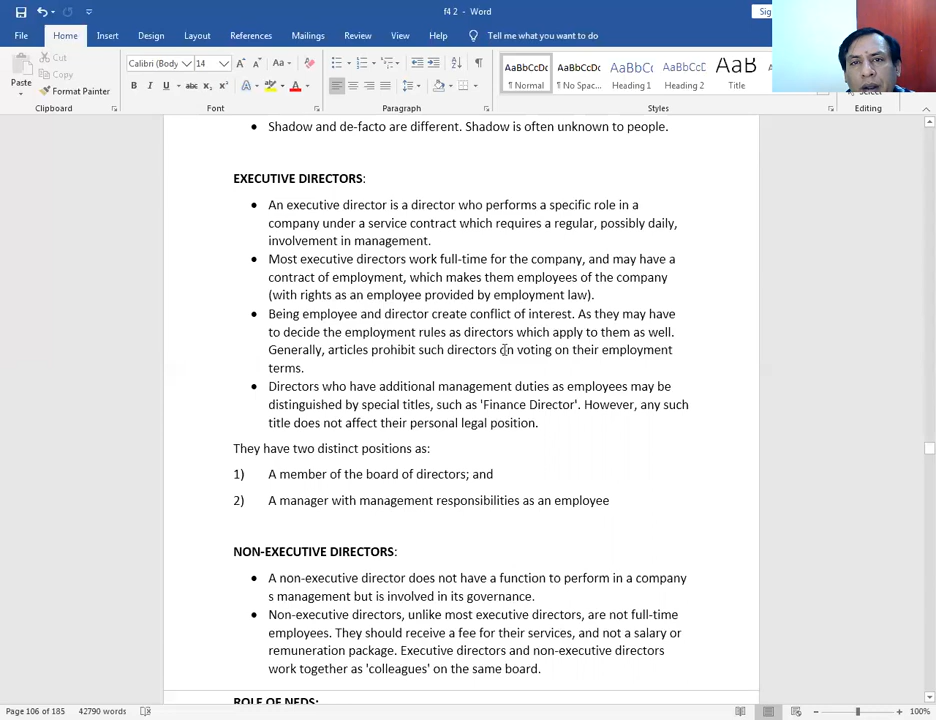 f4 2 - Word
Sig
File Home Insert Design Layout References Mailings Review View Help Tell me what you want to do
Paste
Cut
Copy
Format Painter
Calibri (Body 14
AaBbCcDc AaBbCcDc AaBbC( AaBbCcD AaB
¶ Normal ¶ No Spac... Heading 1 Heading 2 Title
Select
Clipboard Font Paragraph Styles Editing
• Shadow and de-facto are different. Shadow is often unknown to people.
EXECUTIVE DIRECTORS:
• An executive director is a director who performs a specific role in a
company under a service contract which requires a regular, possibly daily,
involvement in management.
• Most executive directors work full-time for the company, and may have a
contract of employment, which makes them employees of the company
(with rights as an employee provided by employment law).
• Being employee and director create conflict of interest. As they may have
to decide the employment rules as directors which apply to them as well.
Generally, articles prohibit such directors on voting on their employment
terms.
• Directors who have additional management duties as employees may be
distinguished by special titles, such as 'Finance Director'. However, any such
title does not affect their personal legal position.
They have two distinct positions as:
1) A member of the board of directors; and
2) A manager with management responsibilities as an employee
NON-EXECUTIVE DIRECTORS:
• A non-executive director does not have a function to perform in a company
s management but is involved in its governance.
• Non-executive directors, unlike most executive directors, are not full-time
employees. They should receive a fee for their services, and not a salary or
remuneration package. Executive directors and non-executive directors
work together as 'colleagues' on the same board.
ROLE OF NEDS:
Page 106 of 185 42790 words 100%